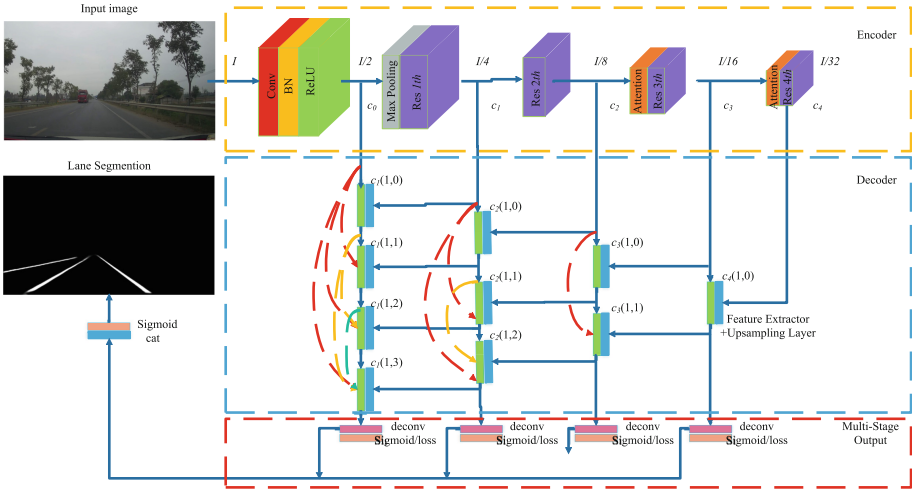 Input image
Encoder
I
I/2
I/4
I/8
I/16
I/32
Conv
BN
ReLU
Max Pooling
Res 1th
Res 2th
Attention
Res 3th
Attention
Res 4th
c0
c1
c2
c3
c4
Lane Segmention
Decoder
c1(1,0)
c2(1,0)
c1(1,1)
c3(1,0)
c2(1,1)
c4(1,0)
c1(1,2)
c3(1,1)
Feature Extractor
+Upsampling Layer
c2(1,2)
c1(1,3)
Sigmoid
cat
deconv
Sigmoid/loss
deconv
Sigmoid/loss
deconv
Sigmoid/loss
deconv
Sigmoid/loss
Multi-Stage
Output